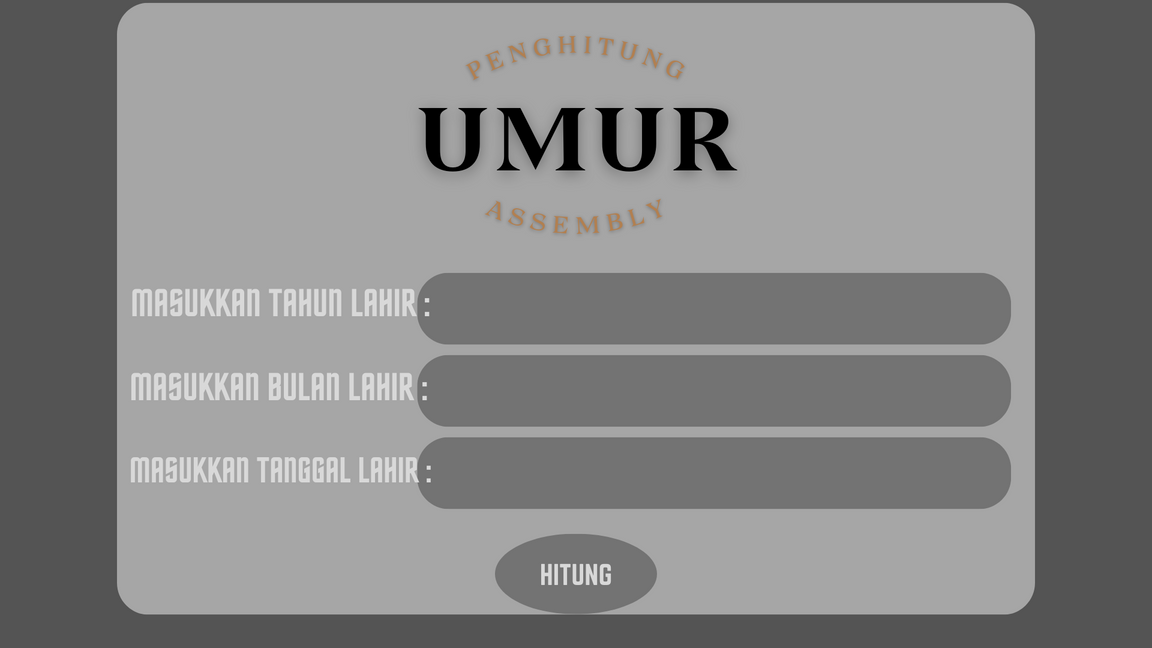 PENGHITUNG
UMUR
ASSEMBLY
MASUKKAN TAHUN LAHIR :
MASUKKAN BULAN LAHIR :
MASUKKAN TANGGAL LAHIR :
HITUNG